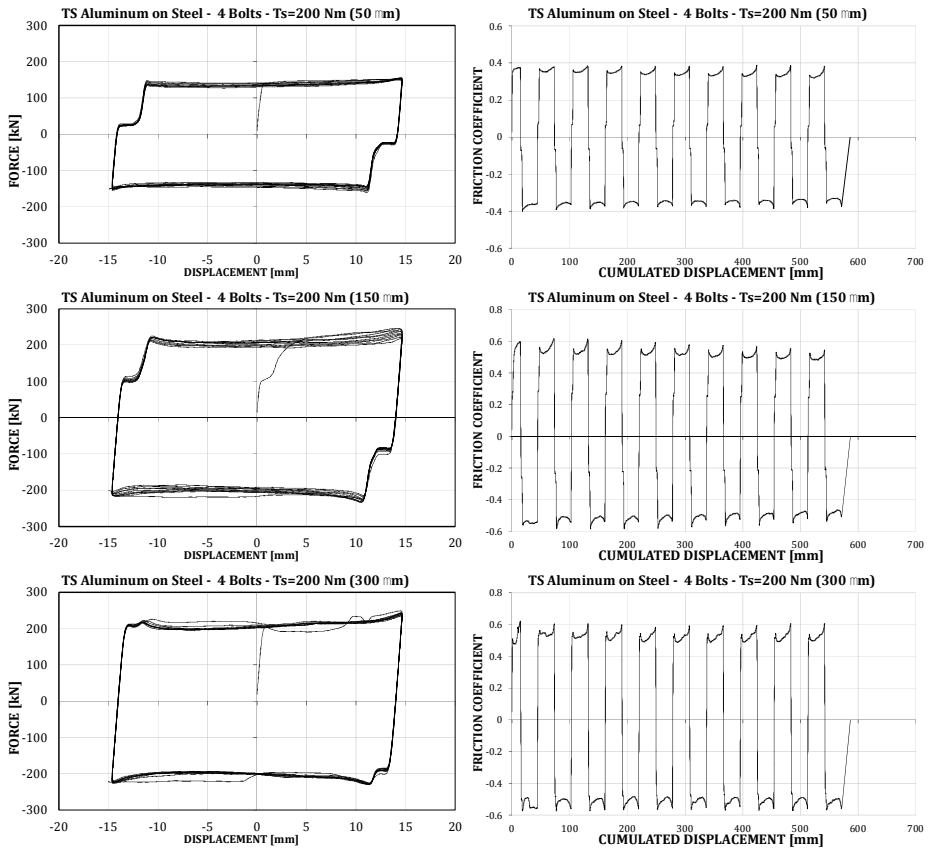 TS Aluminum on Steel - 4 Bolts - Ts=200 Nm (50 □m)
300
200
100
0
-100
-200
-300
FORCE [kN]
-20 -15 -10 -5 0 5 10 15 20
DISPLACEMENT [mm]
TS Aluminum on Steel - 4 Bolts - Ts=200 Nm (50 □m)
0.6
0.4
0.2
0
-0.2
-0.4
-0.6
FRICTION COEFFICIENT
0 100 200 300 400 500 600 700
CUMULATED DISPLACEMENT [mm]
TS Aluminum on Steel - 4 Bolts - Ts=200 Nm (150 □m)
300
200
100
0
-100
-200
-300
FORCE [kN]
-20 -15 -10 -5 0 5 10 15 20
DISPLACEMENT [mm]
TS Aluminum on Steel - 4 Bolts - Ts=200 Nm (150 □m)
0.8
0.6
0.4
0.2
0
-0.2
-0.4
-0.6
FRICTION COEFFICIENT
0 100 200 300 400 500 600 700
CUMULATED DISPLACEMENT [mm]
TS Aluminum on Steel - 4 Bolts - Ts=200 Nm (300 □m)
300
200
100
0
-100
-200
-300
FORCE [kN]
-20 -15 -10 -5 0 5 10 15 20
DISPLACEMENT [mm]
TS Aluminum on Steel - 4 Bolts - Ts=200 Nm (300 □m)
0.8
0.6
0.4
0.2
0
-0.2
-0.4
-0.6
FRICTION COEFFICIENT
0 100 200 300 400 500 600 700
CUMULATED DISPLACEMENT [mm]